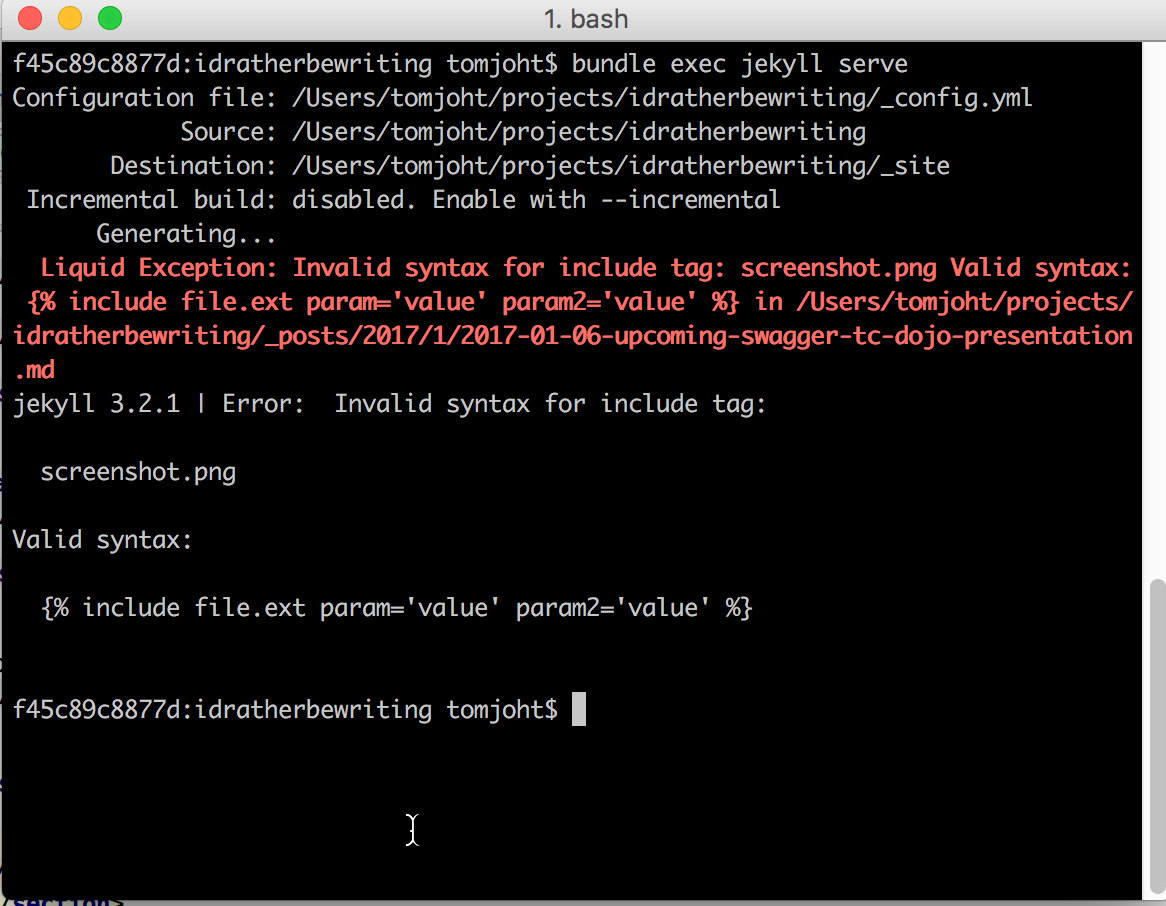 1. bash
f45c89c8877d:idratherbewriting tomjoht$ bundle exec jekyll serve
Configuration file: /Users/tomjoht/projects/idratherbewriting/_config.yml
Source: /Users/tomjoht/projects/idratherbewriting
Destination: /Users/tomjoht/projects/idratherbewriting/_site
Incremental build: disabled. Enable with --incremental
Generating...
Liquid Exception: Invalid syntax for include tag: screenshot.png Valid syntax:
{% include file.ext param='value' param2='value' %} in /Users/tomjoht/projects/
idratherbewriting/_posts/2017/1/2017-01-06-upcoming-swagger-tc-dojo-presentation
.md
jekyll 3.2.1 | Error:  Invalid syntax for include tag:
screenshot.png
Valid syntax:
{% include file.ext param='value' param2='value' %}
f45c89c8877d:idratherbewriting tomjoht$